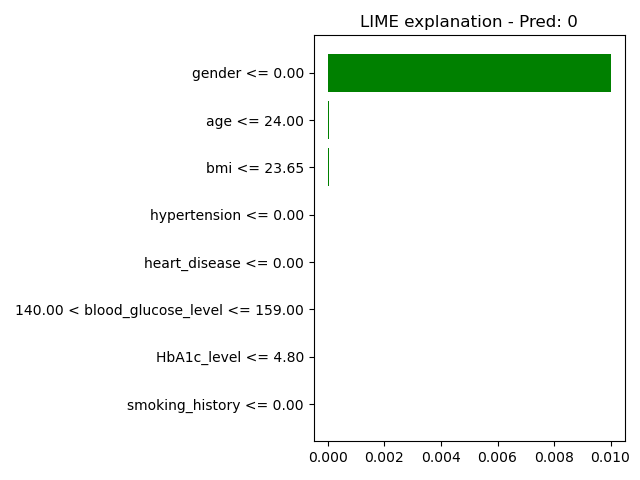 LIME explanation - Pred: 0
gender <= 0.00
age <= 24.00
bmi <= 23.65
hypertension <= 0.00
heart_disease <= 0.00
140.00 < blood_glucose_level <= 159.00
HbA1c_level <= 4.80
smoking_history <= 0.00
0.000 0.002 0.004 0.006 0.008 0.010